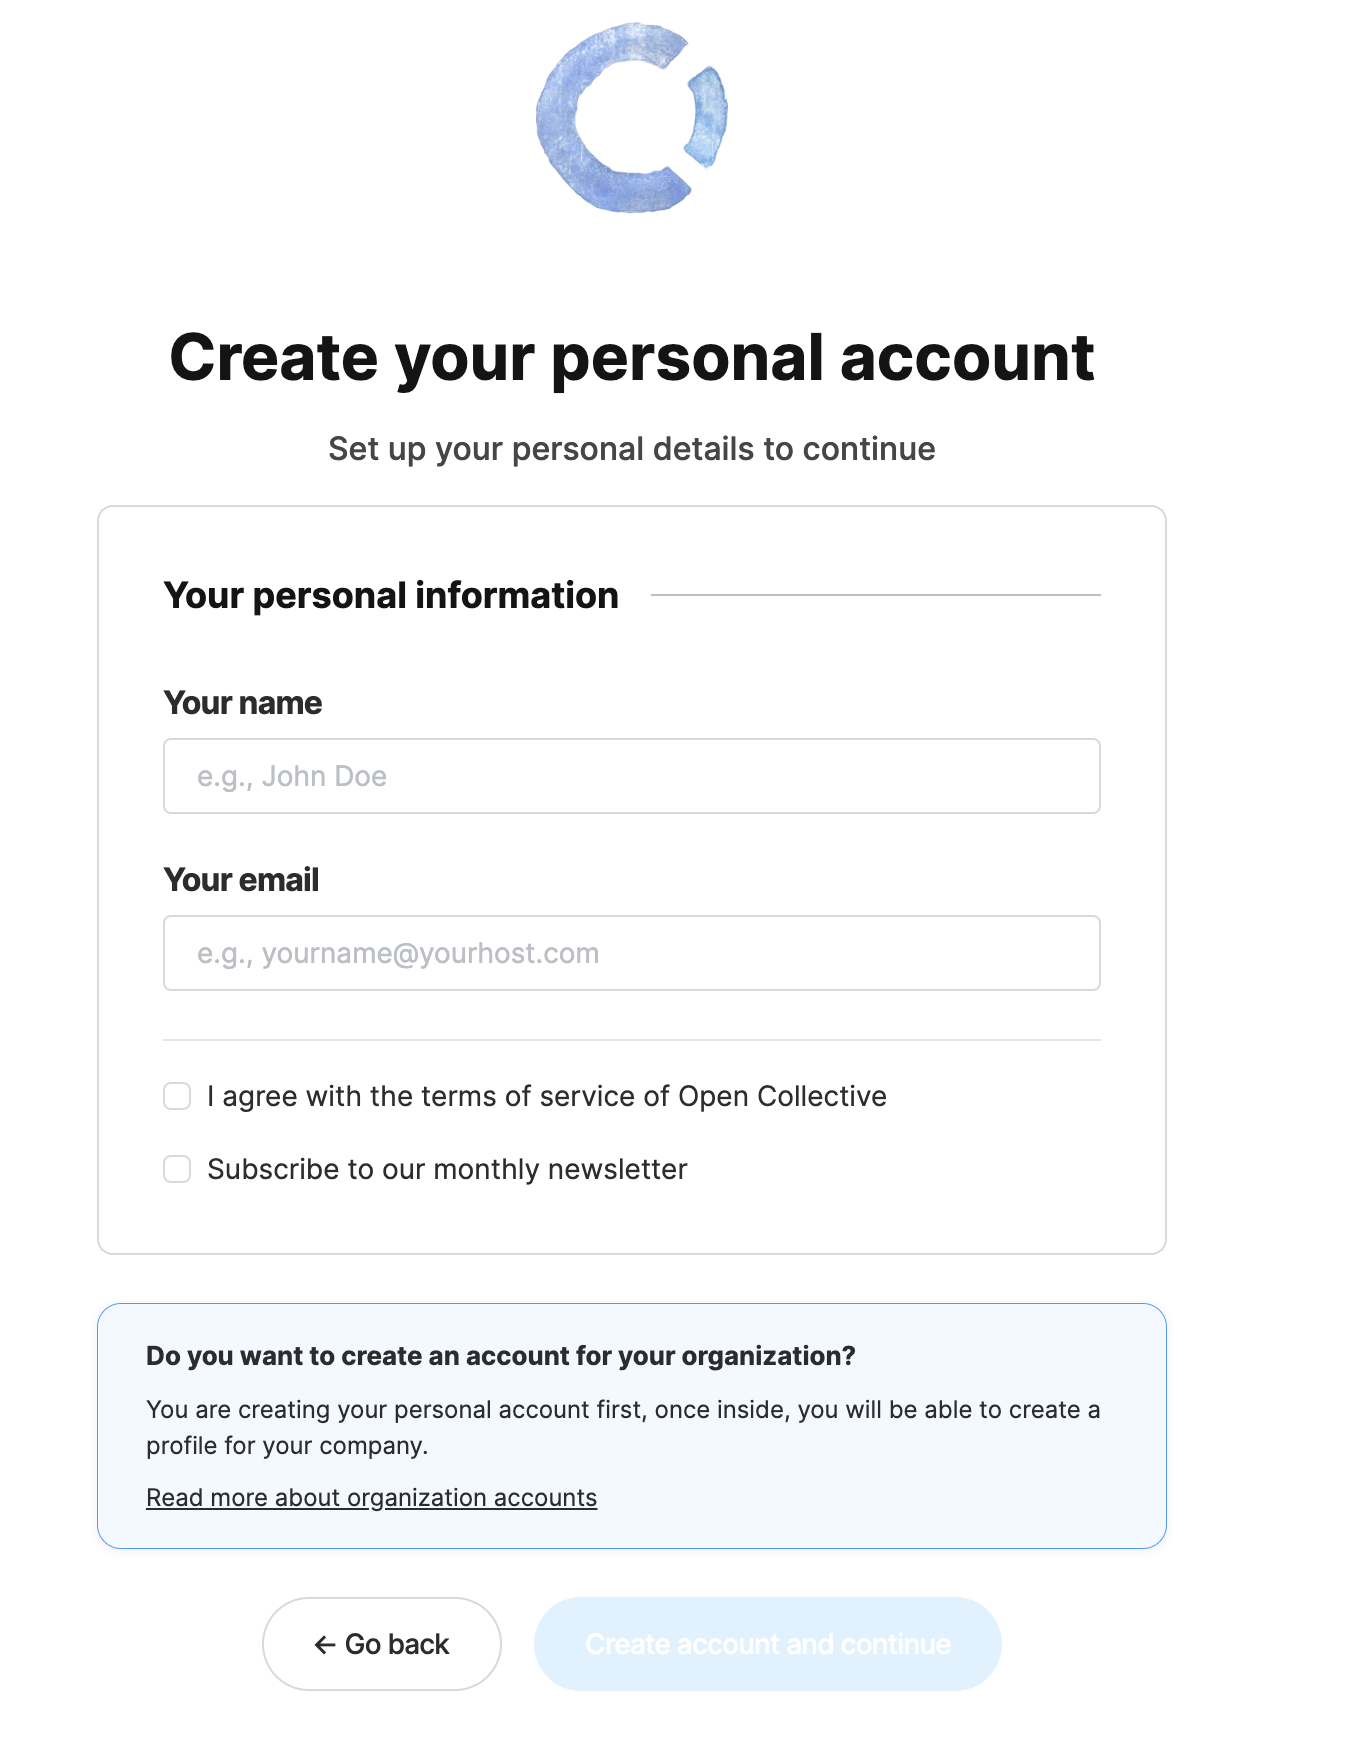 Create your personal account
Set up your personal details to continue
Your personal information
Your name
e.g., John Doe
Your email
e.g., yourname@yourhost.com
I agree with the terms of service of Open Collective
Subscribe to our monthly newsletter
Do you want to create an account for your organization?
You are creating your personal account first, once inside, you will be able to create a
profile for your company.
Read more about organization accounts
← Go back
Create account and continue